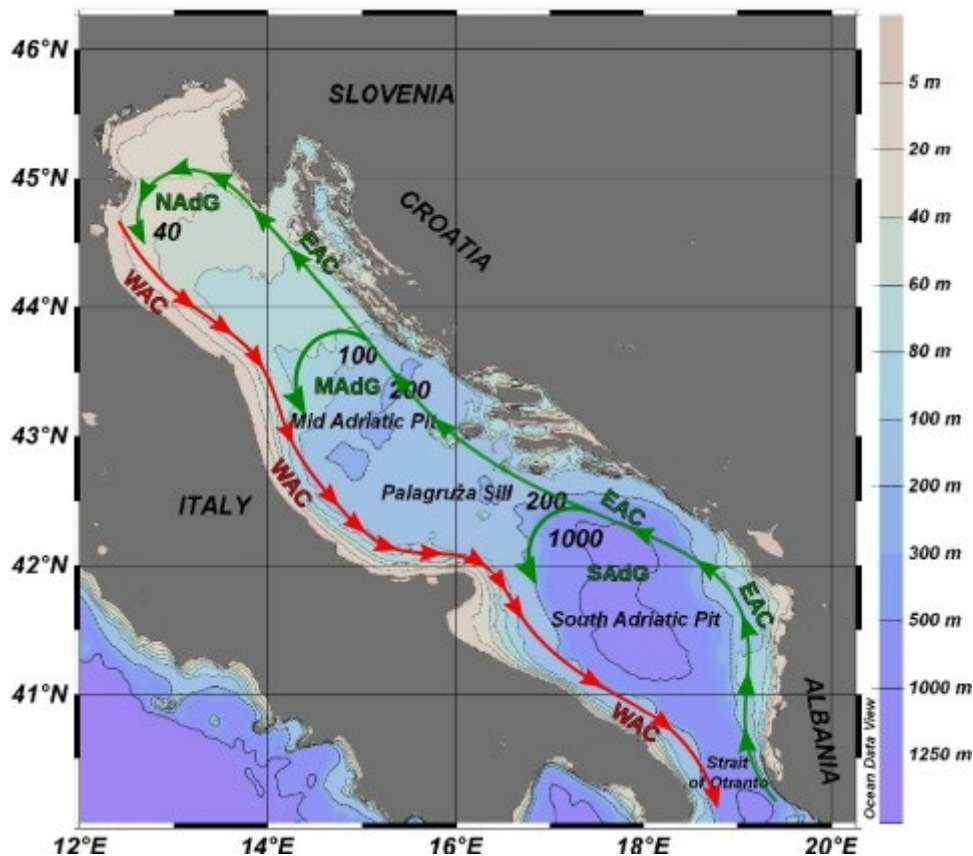 46°N
45°N
44°N
43°N
42°N
41°N
12°E
14°E
16°E
18°E
20°E
SLOVENIA
CROATIA
NAdG
40
EAC
WAC
100
MAdG
200
Mid Adriatic Pit
WAC
ITALY
Palagruža Sill
200
EAC
1000
SAdG
EAC
South Adriatic Pit
WAC
ALBANIA
Strait
of Otranto
Ocean Data View
5 m
20 m
40 m
60 m
80 m
100 m
200 m
300 m
500 m
1000 m
1250 m